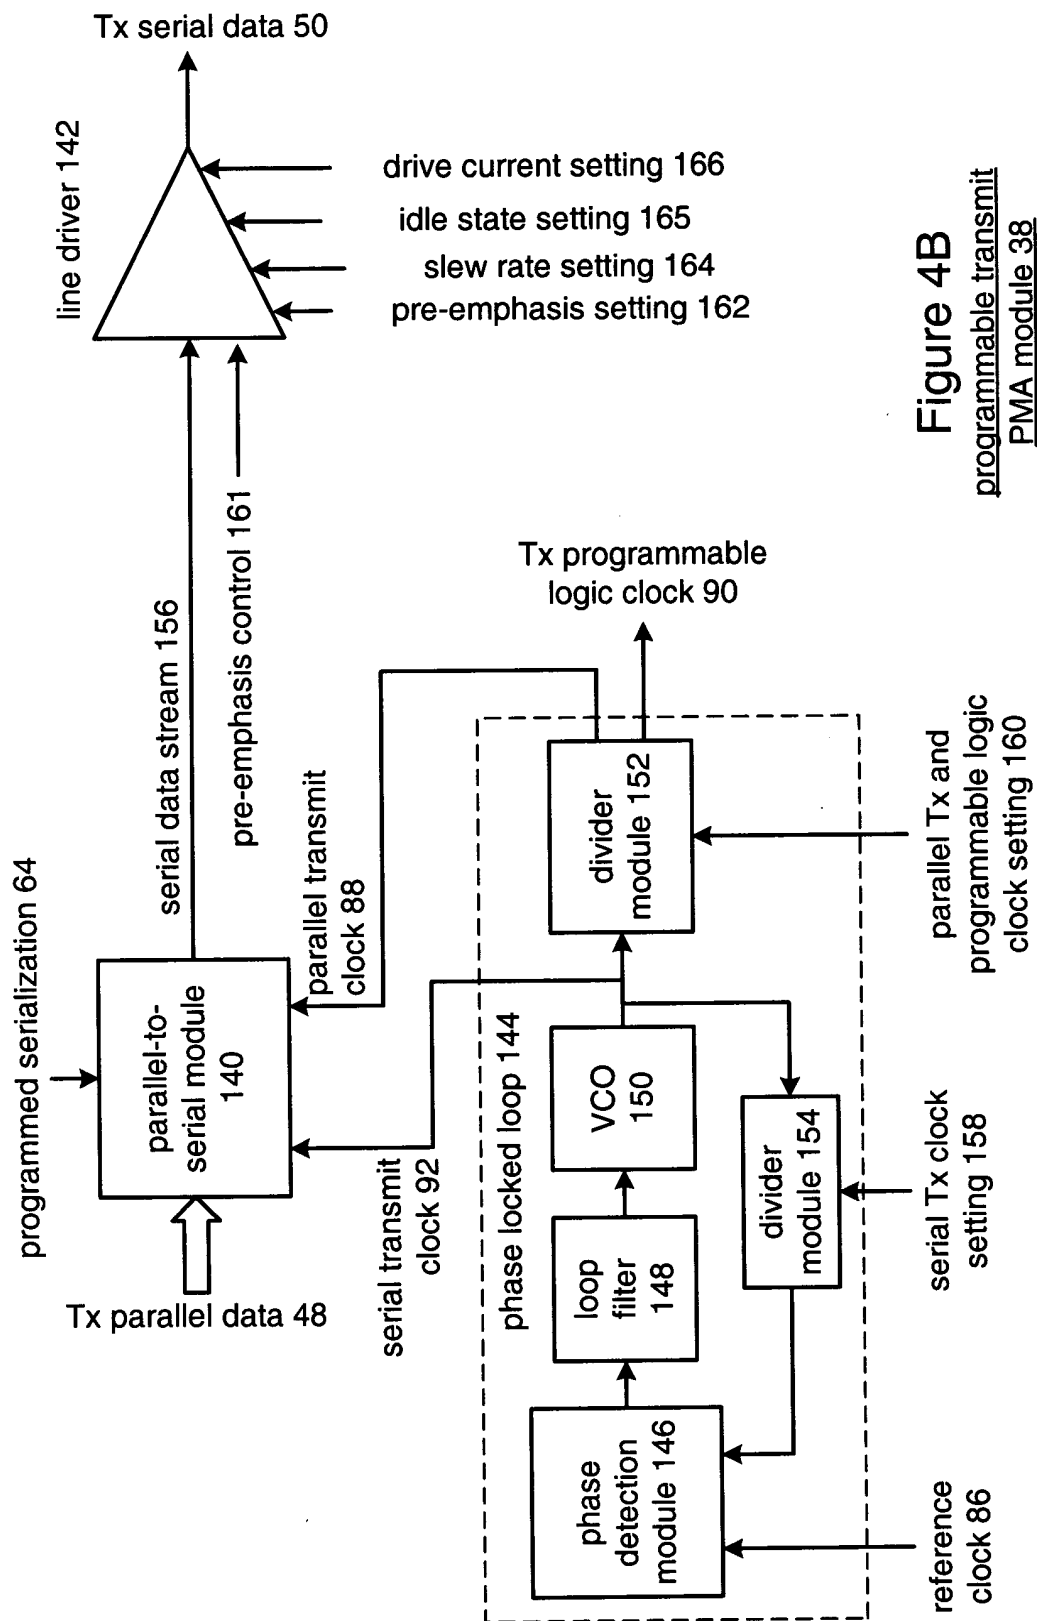 Tx serial data 50
line driver 142
drive current setting 166
idle state setting 165
slew rate setting 164
pre-emphasis setting 162
serial data stream 156
pre-emphasis control 161
programmed serialization 64
parallel-to-
serial module
140
Tx parallel data 48
parallel transmit
clock 88
serial transmit
clock 92
Tx programmable
logic clock 90
phase locked loop 144
phase
detection
module 146
loop
filter
148
VCO
150
divider
module 152
divider
module 154
reference
clock 86
serial Tx clock
setting 158
parallel Tx and
programmable logic
clock setting 160
Figure 4B
programmable transmit
PMA module 38